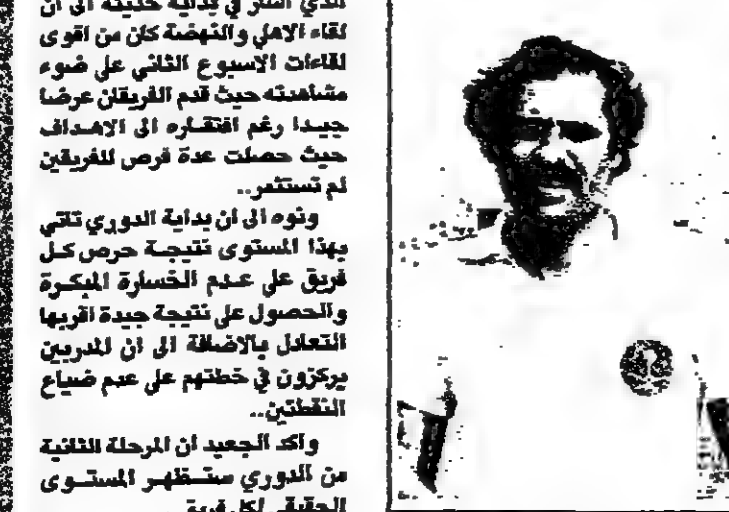 الذي اشار في بداية حديثه الى ان
لقاء الاهلي والنهضة كان من اقوى
لقاءات الاسبوع الثاني على ضوء
مشاهدته حيث قدم الفريقان عرضا
جيدا رغم افتقاره الى الاهداف
حيث حصلت عدة فرص للفريقين
لم تستثمر..
ونوه الى ان بداية الدوري تاتي
بهذا المستوى نتيجة حرص كل
فريق على عدم الخسارة المبكرة
والحصول على نتيجة جيدة اقربها
التعادل بالاضافة الى ان المدربين
يركزون في خطتهم على عدم ضياع
النقطتين..
واكد الجعيد ان المرحلة الثانية
من الدوري ستظهر المستوى
الحقيقي لكل فريق